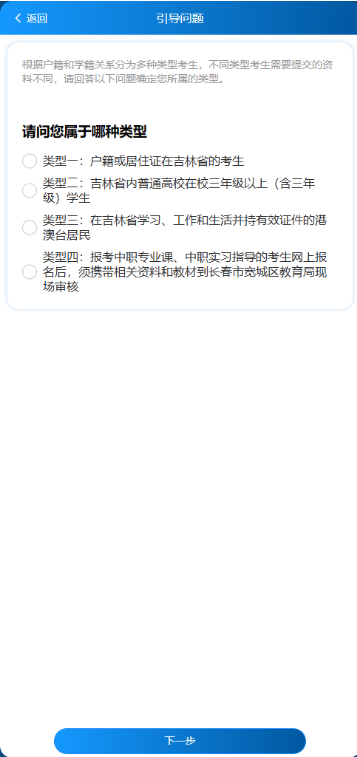 返回
引导问题
根据户籍和学籍关系分为多种类型考生，不同类型考生需要提交的资
料不同，请回答以下问题确定您所属的类型。
请问您属于哪种类型
类型一：户籍或居住证在吉林省的考生
类型二：吉林省内普通高校在校三年级以上（含三年
级）学生
类型三：在吉林省学习、工作和生活并持有效证件的港
澳台居民
类型四：报考中职专业课、中职实习指导的考生网上报
名后，须携带相关资料和教材到长春市宽城区教育局现
场审核
下一步